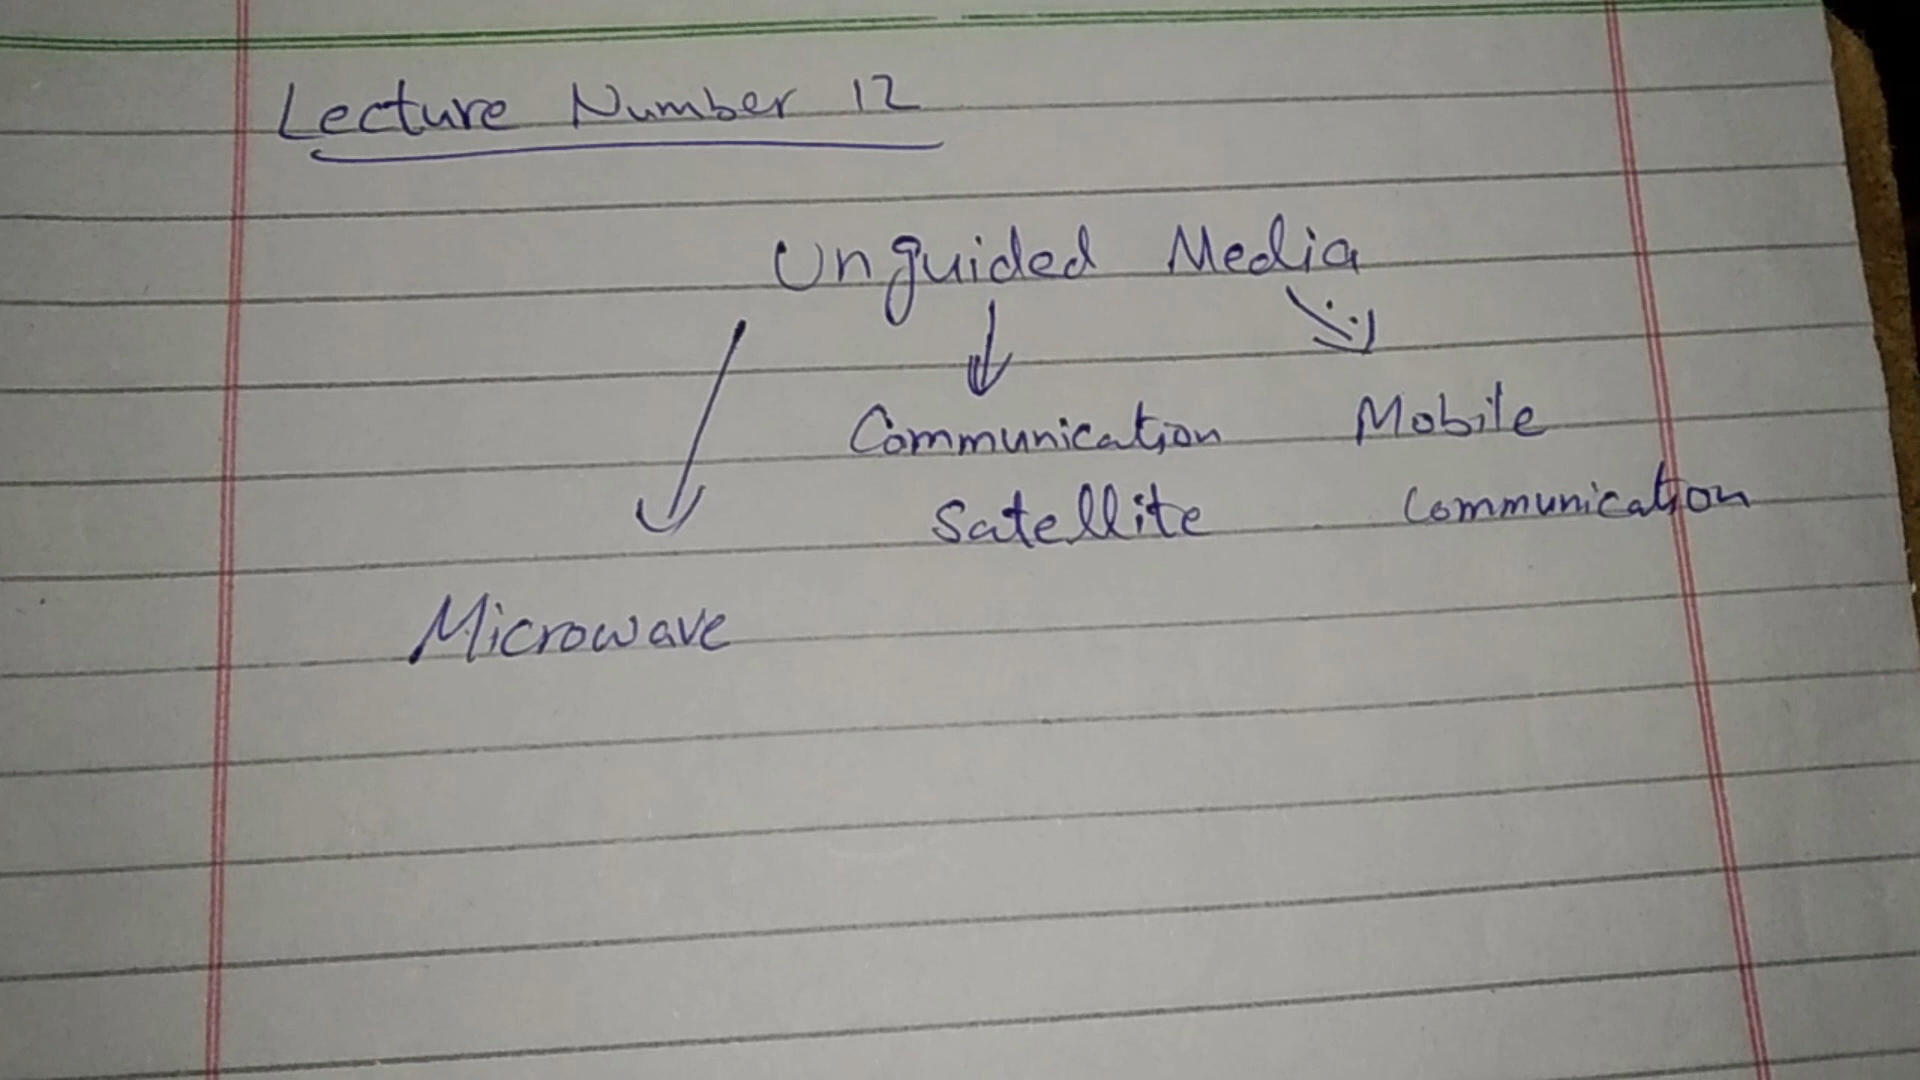 Lecture Number 12
Unguided Media
Communication Mobile
Satellite Communication
Microwave